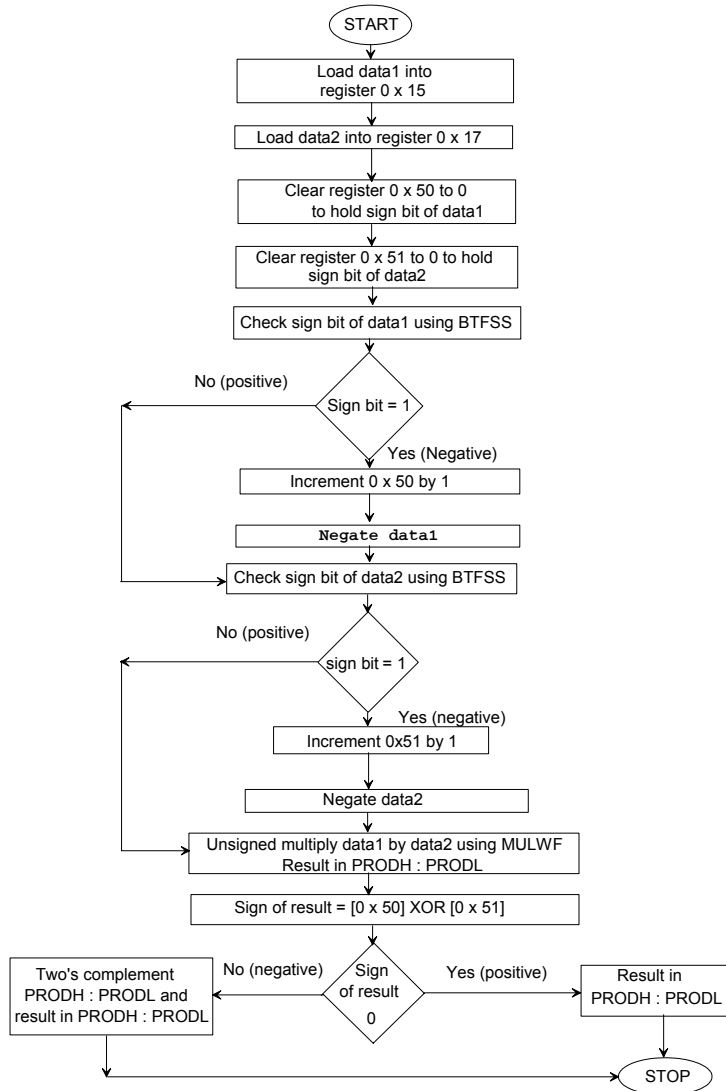 START
Load data1 into
register 0 x 15
Load data2 into register 0 x 17
Clear register 0 x 50 to 0
to hold sign bit of data1
Clear register 0 x 51 to 0 to hold
sign bit of data2
Check sign bit of data1 using BTFSS
No (positive)
Sign bit = 1
Yes (Negative)
Increment 0 x 50 by 1
Negate data1
Check sign bit of data2 using BTFSS
No (positive)
sign bit = 1
Yes (negative)
Increment 0x51 by 1
Negate data2
Unsigned multiply data1 by data2 using MULWF
Result in PRODH : PRODL
Sign of result = [0 x 50] XOR [0 x 51]
No (negative)
Sign
of result
0
Yes (positive)
Two's complement
PRODH : PRODL and
result in PRODH : PRODL
Result in
PRODH : PRODL
STOP